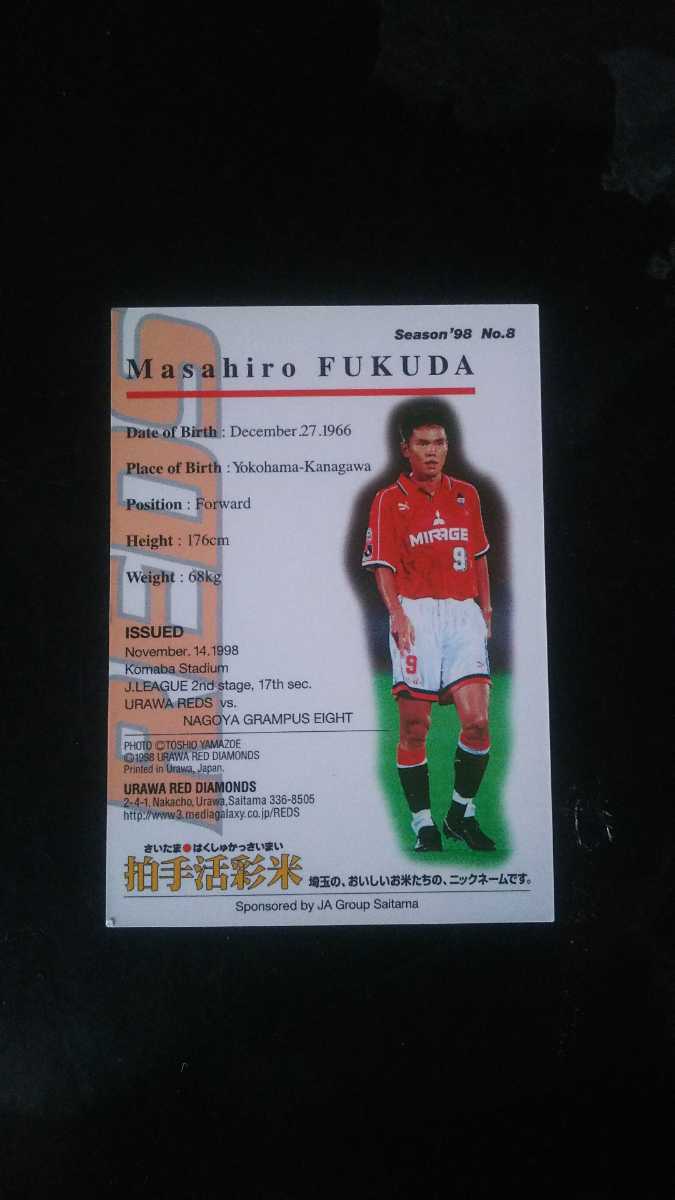 REDS
Season'98 No.8
Masahiro FUKUDA
Date of Birth : December.27.1966
Place of Birth : Yokohama-Kanagawa
Position : Forward
Height : 176cm
Weight : 68kg
MIRAGE
9
9
ISSUED
November.14.1998
Komaba Stadium
J.LEAGUE 2nd stage, 17th sec.
URAWA REDS vs.
NAGOYA GRAMPUS EIGHT
PHOTO ©TOSHIO YAMAZOE
©1998 URAWA RED DIAMONDS
Printed in Urawa, Japan.
URAWA RED DIAMONDS
2-4-1, Nakacho, Urawa, Saitama 336-8505
http://www3.mediagalaxy.co.jp/REDS
さいたま●はくしゅかっさいまい
拍手活彩米 埼玉の、おいしいお米たちの、ニックネームです。
Sponsored by JA Group Saitama